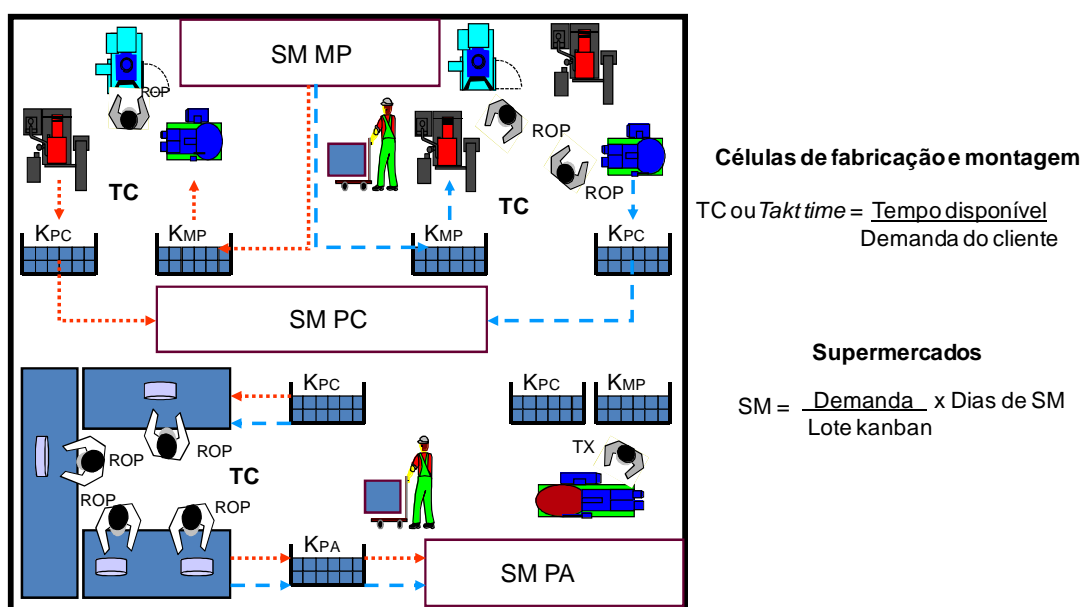 SM MP
ROP
ROP
ROP
TC
TC
KPC
KMP
KMP
KPC
SM PC
KPC
KPC
KMP
ROP
ROP
TC
TX
ROP
ROP
KPA
SM PA
Células de fabricação e montagem
TC ou Takt time = Tempo disponível
Demanda do cliente
Supermercados
SM = Demanda x Dias de SM
Lote kanban